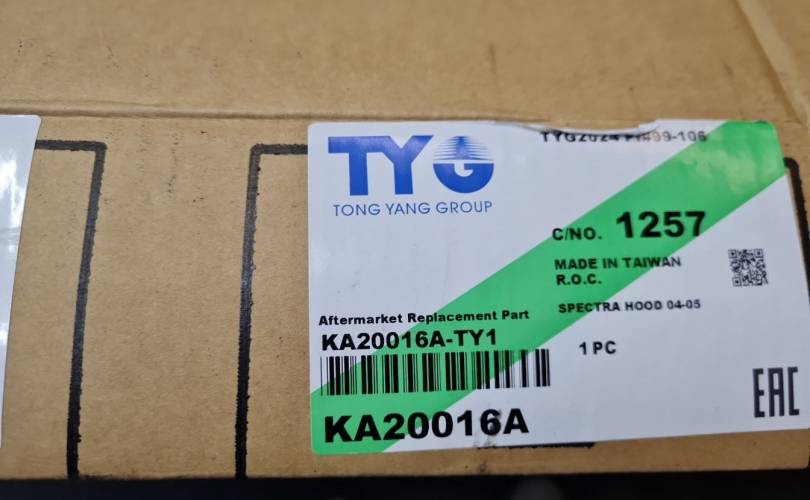 TYG
TONG YANG GROUP
C/NO. 1257
MADE IN TAIWAN
R.O.C.
SPECTRA HOOD 04-05
Aftermarket Replacement Part
KA20016A-TY1
1 PC
KA20016A
EAC